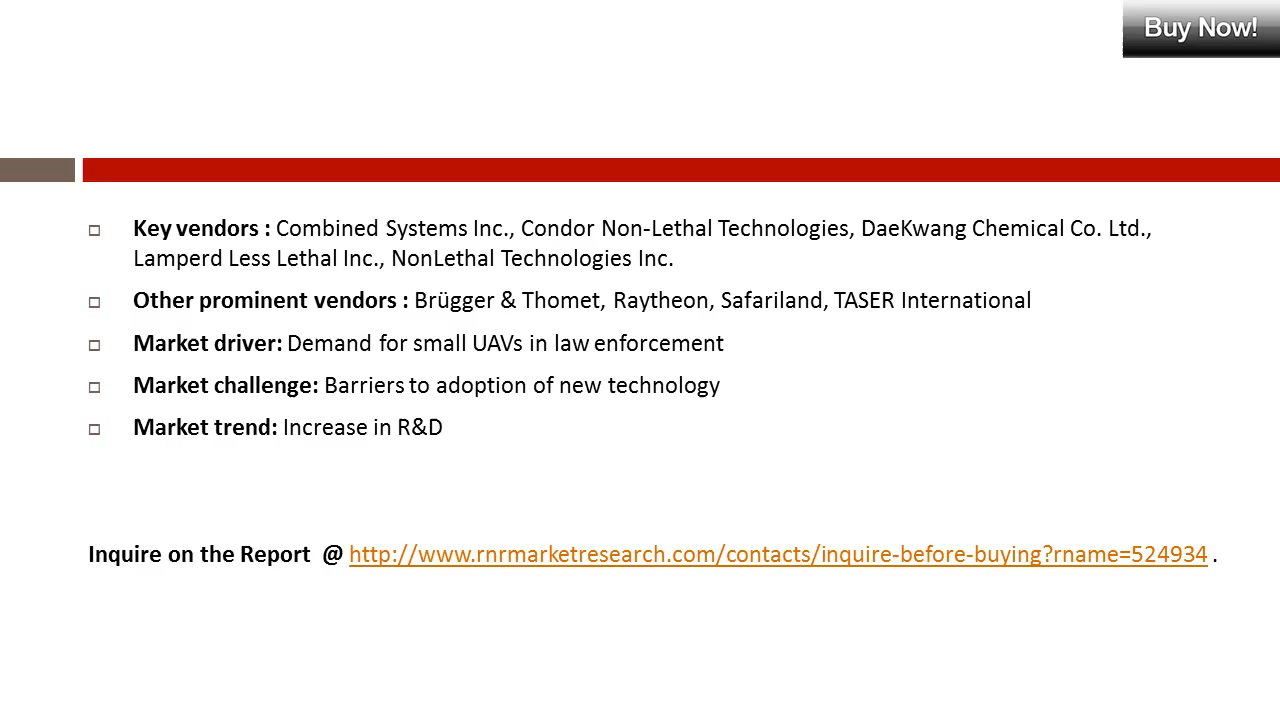 Buy Now!
Key vendors : Combined Systems Inc., Condor Non-Lethal Technologies, DaeKwang Chemical Co. Ltd.,
Lamperd Less Lethal Inc., NonLethal Technologies Inc.
Other prominent vendors : Brügger & Thomet, Raytheon, Safariland, TASER International
Market driver: Demand for small UAVs in law enforcement
Market challenge: Barriers to adoption of new technology
Market trend: Increase in R&D
Inquire on the Report @ http://www.rnrmarketresearch.com/contacts/inquire-before-buying?rname=524934 .